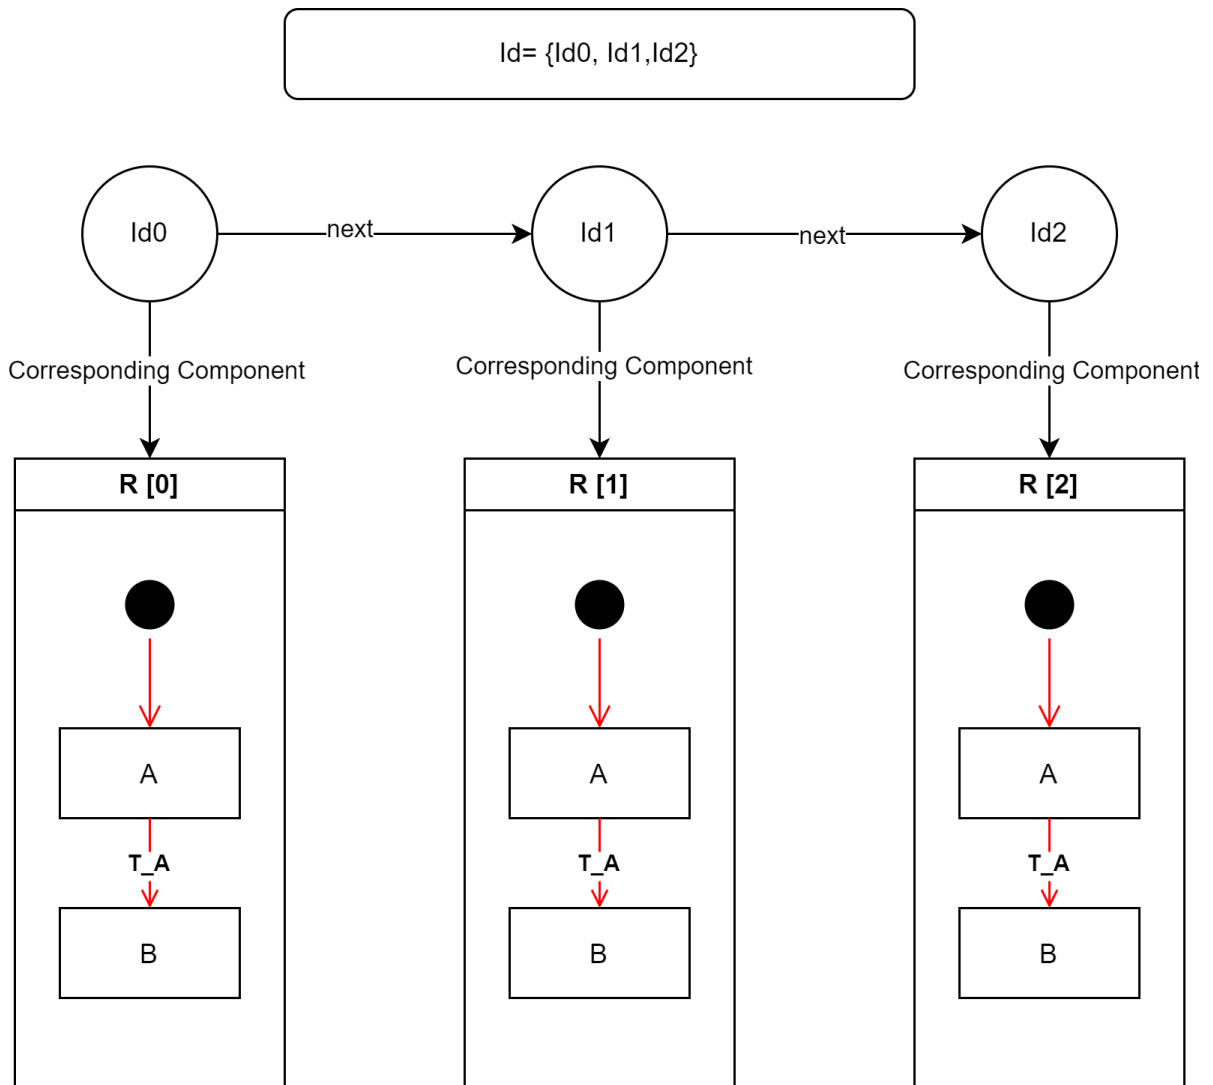 Id= {Id0, Id1,Id2}
Id0
next
Id1
next
Id2
Corresponding Component
Corresponding Component
Corresponding Component
R [0]
R [1]
R [2]
A
A
A
T_A
T_A
T_A
B
B
B